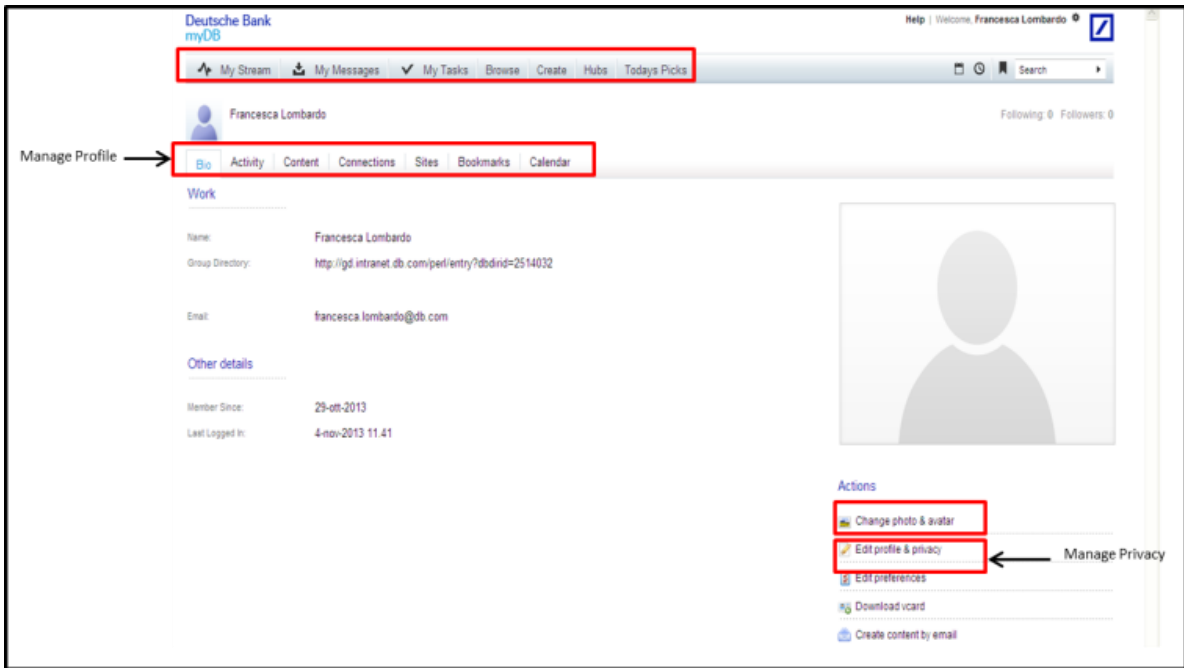 Deutsche Bank
myDB
Help | Welcome, Francesca Lombardo
My Stream My Messages My Tasks Browse Create Hubs Todays Picks Search
Francesca Lombardo Following: 0 Followers: 0
Manage Profile
Bio Activity Content Connections Sites Bookmarks Calendar
Work
Name: Francesca Lombardo
Group Directory: http://gd.intranet.db.com/perl/entry?dbdirid=2514032
Email: francesca.lombardo@db.com
Other details
Member Since: 29-ott-2013
Last Logged In: 4-nov-2013 11.41
Actions
Change photo & avatar
Edit profile & privacy
Manage Privacy
Edit preferences
Download vcard
Create content by email